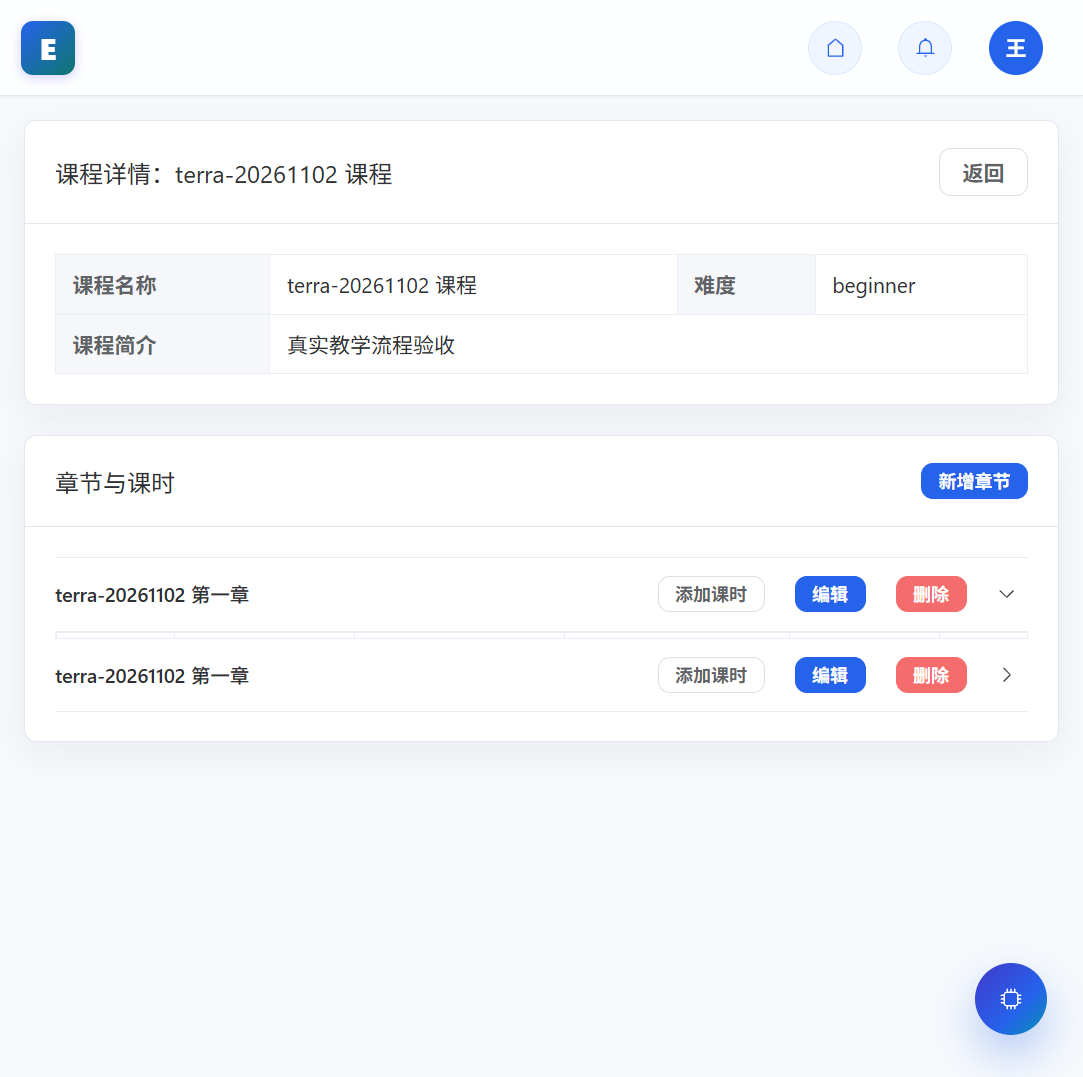 E
王
课程详情：terra-20261102 课程
返回
课程名称 terra-20261102 课程 难度 beginner
课程简介 真实教学流程验收
章节与课时
新增章节
terra-20261102 第一章 添加课时 编辑 删除
terra-20261102 第一章 添加课时 编辑 删除